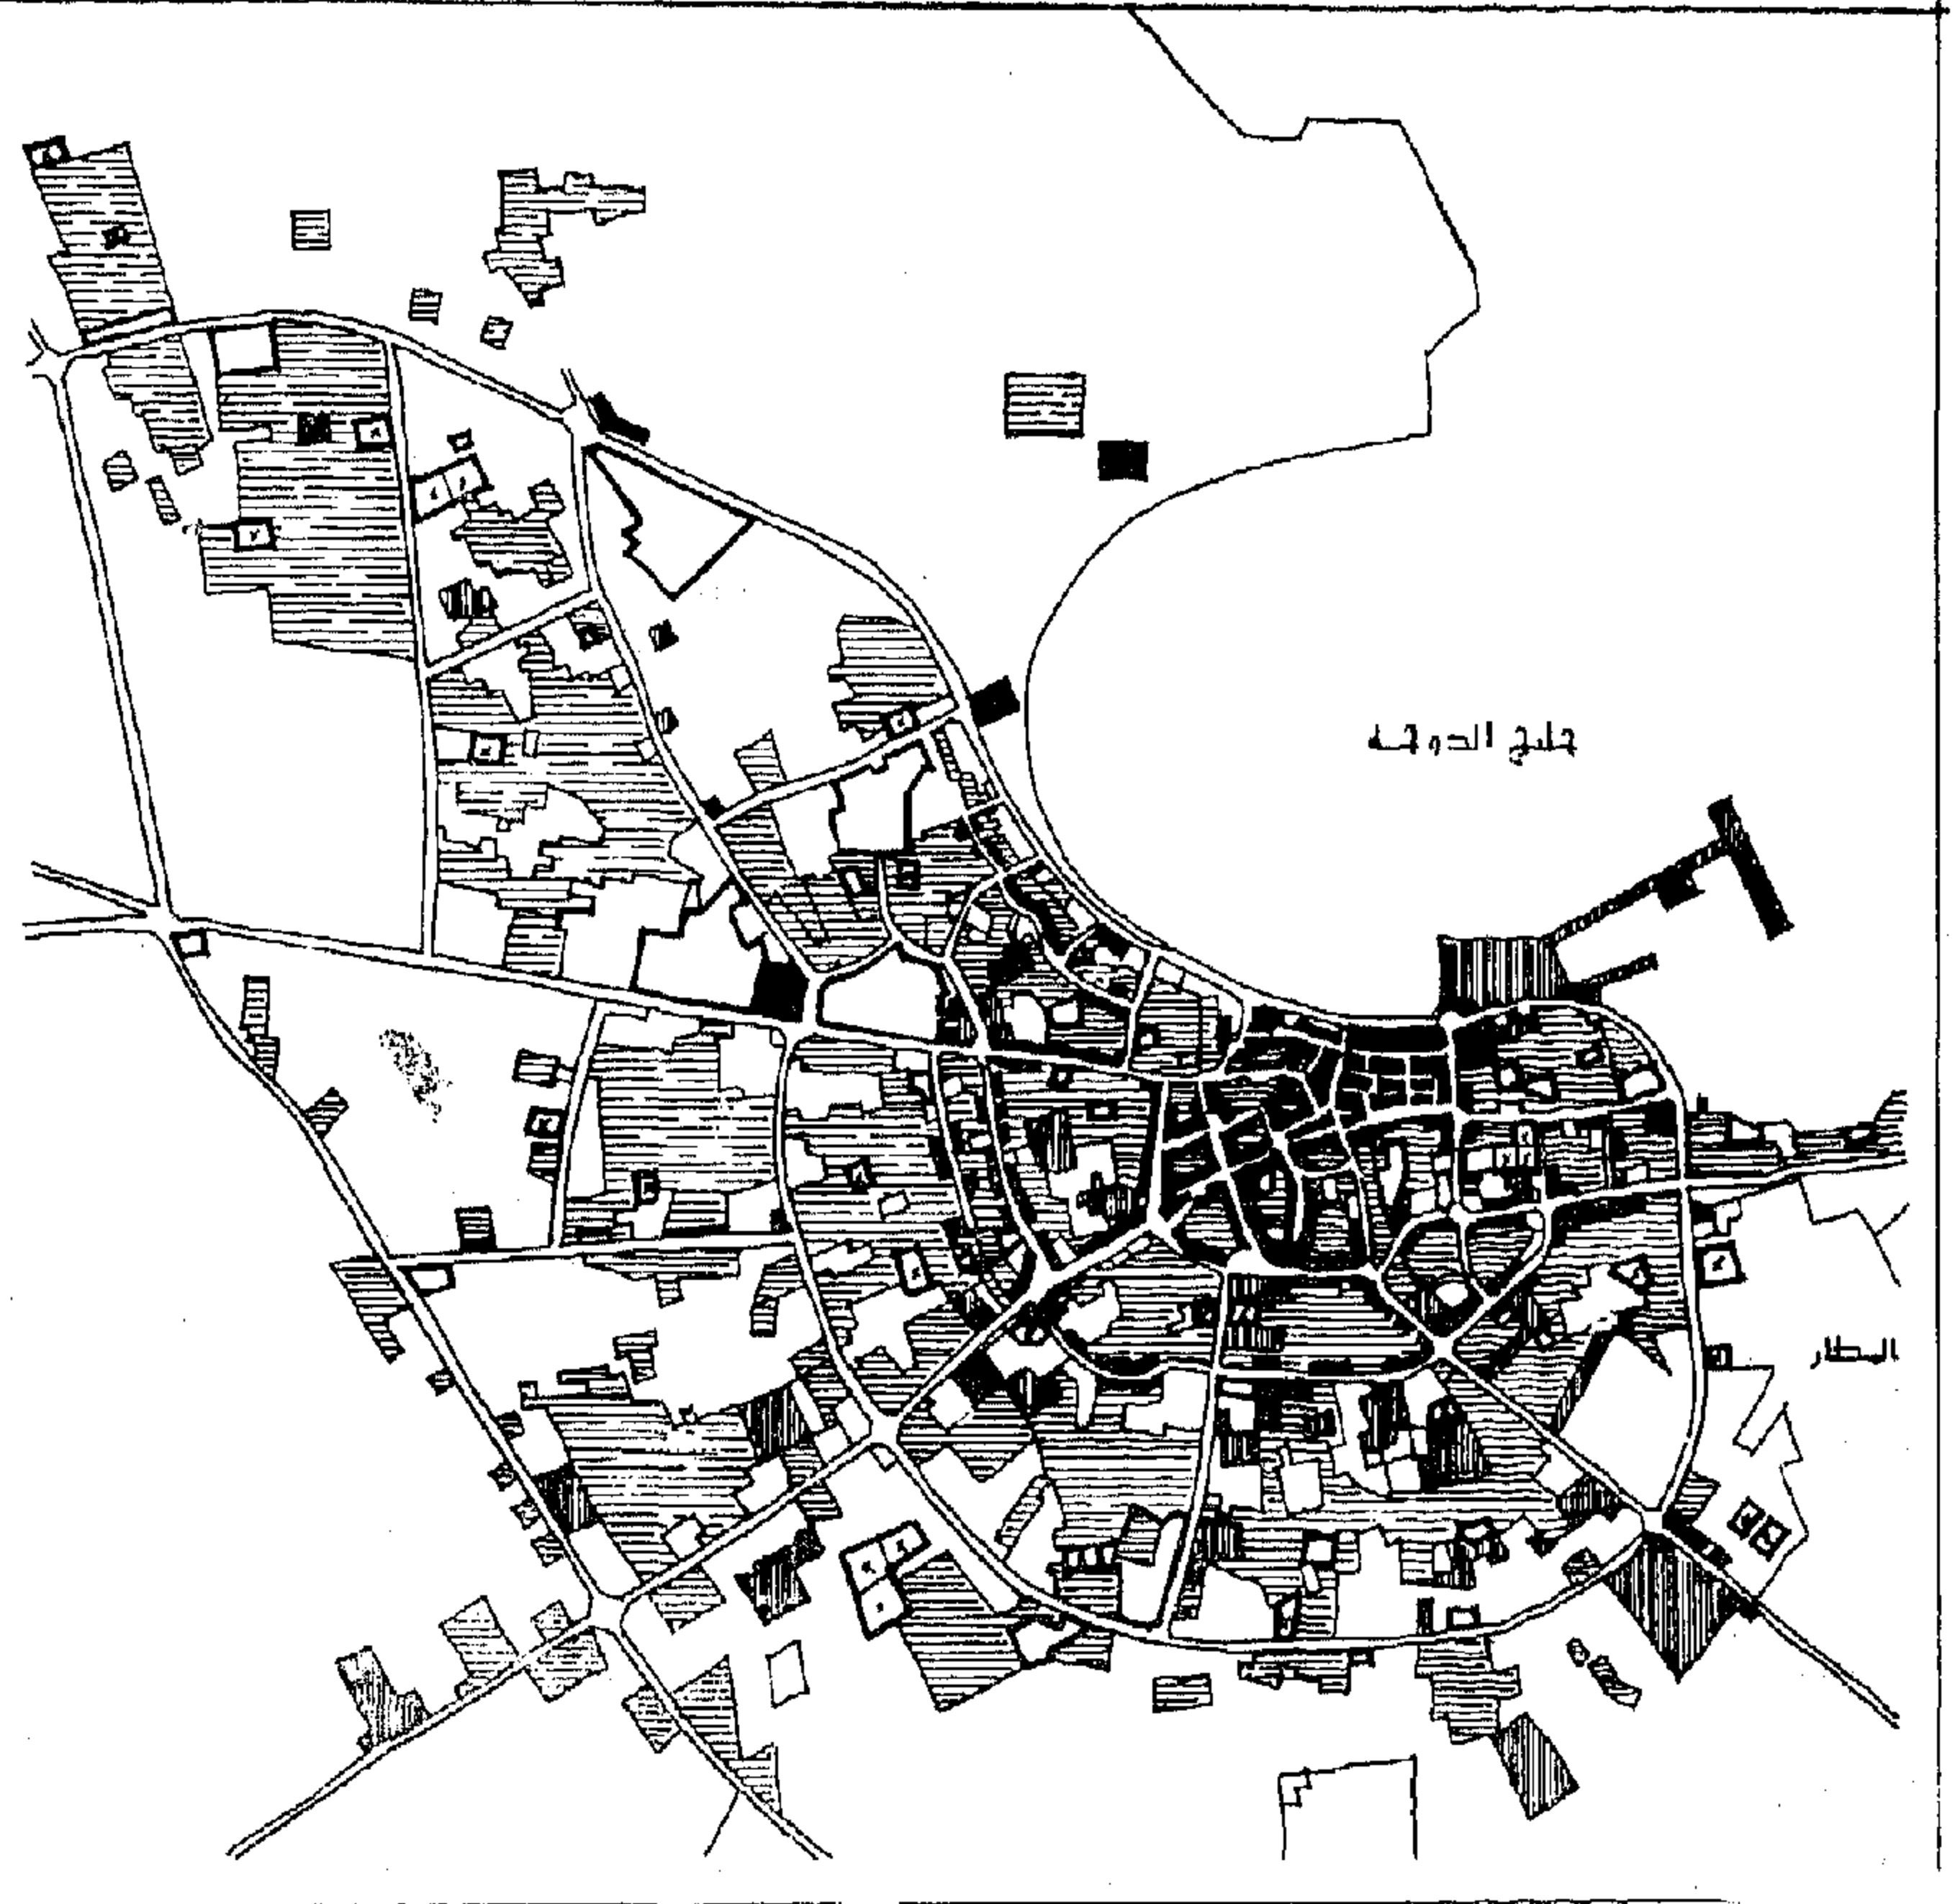 خليج الدوحة
المطار